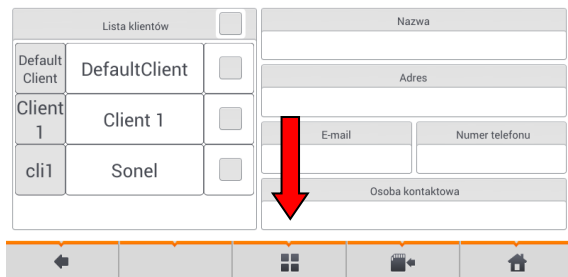 Lista klientów
Default
Client
DefaultClient
Client
1
Client 1
cli1
Sonel
Nazwa
Adres
E-mail
Numer telefonu
Osoba kontaktowa